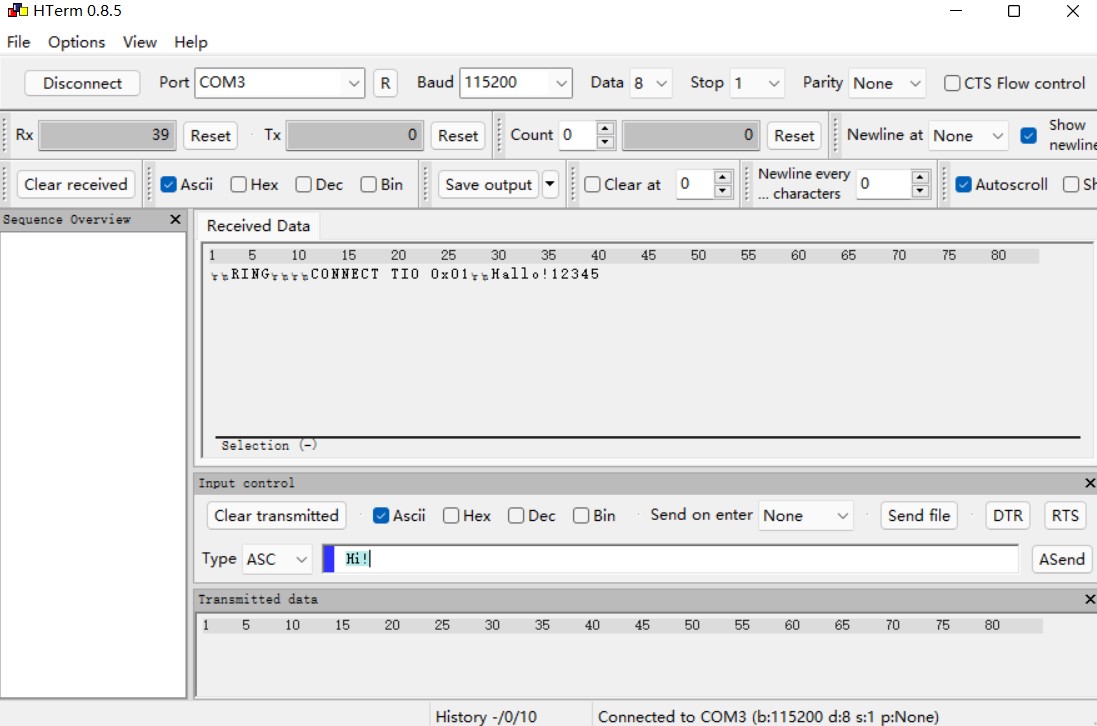 HTerm 0.8.5
File Options View Help
Disconnect Port COM3 R Baud 115200 Data 8 Stop 1 Parity None CTS Flow control
Rx 39 Reset Tx 0 Reset Count 0 0 Reset Newline at None Show newline
Clear received Ascii Hex Dec Bin Save output Clear at 0 Newline every ... characters 0 Autoscroll Sh
Sequence Overview
Received Data
1 5 10 15 20 25 30 35 40 45 50 55 60 65 70 75 80
␍␊RING␍␊␍␊CONNECT TIO 0x01␍␊Hallo!12345
Selection (-)
Input control
Clear transmitted Ascii Hex Dec Bin Send on enter None Send file DTR RTS
Type ASC Hi! ASend
Transmitted data
1 5 10 15 20 25 30 35 40 45 50 55 60 65 70 75 80
History -/0/10 Connected to COM3 (b:115200 d:8 s:1 p:None)